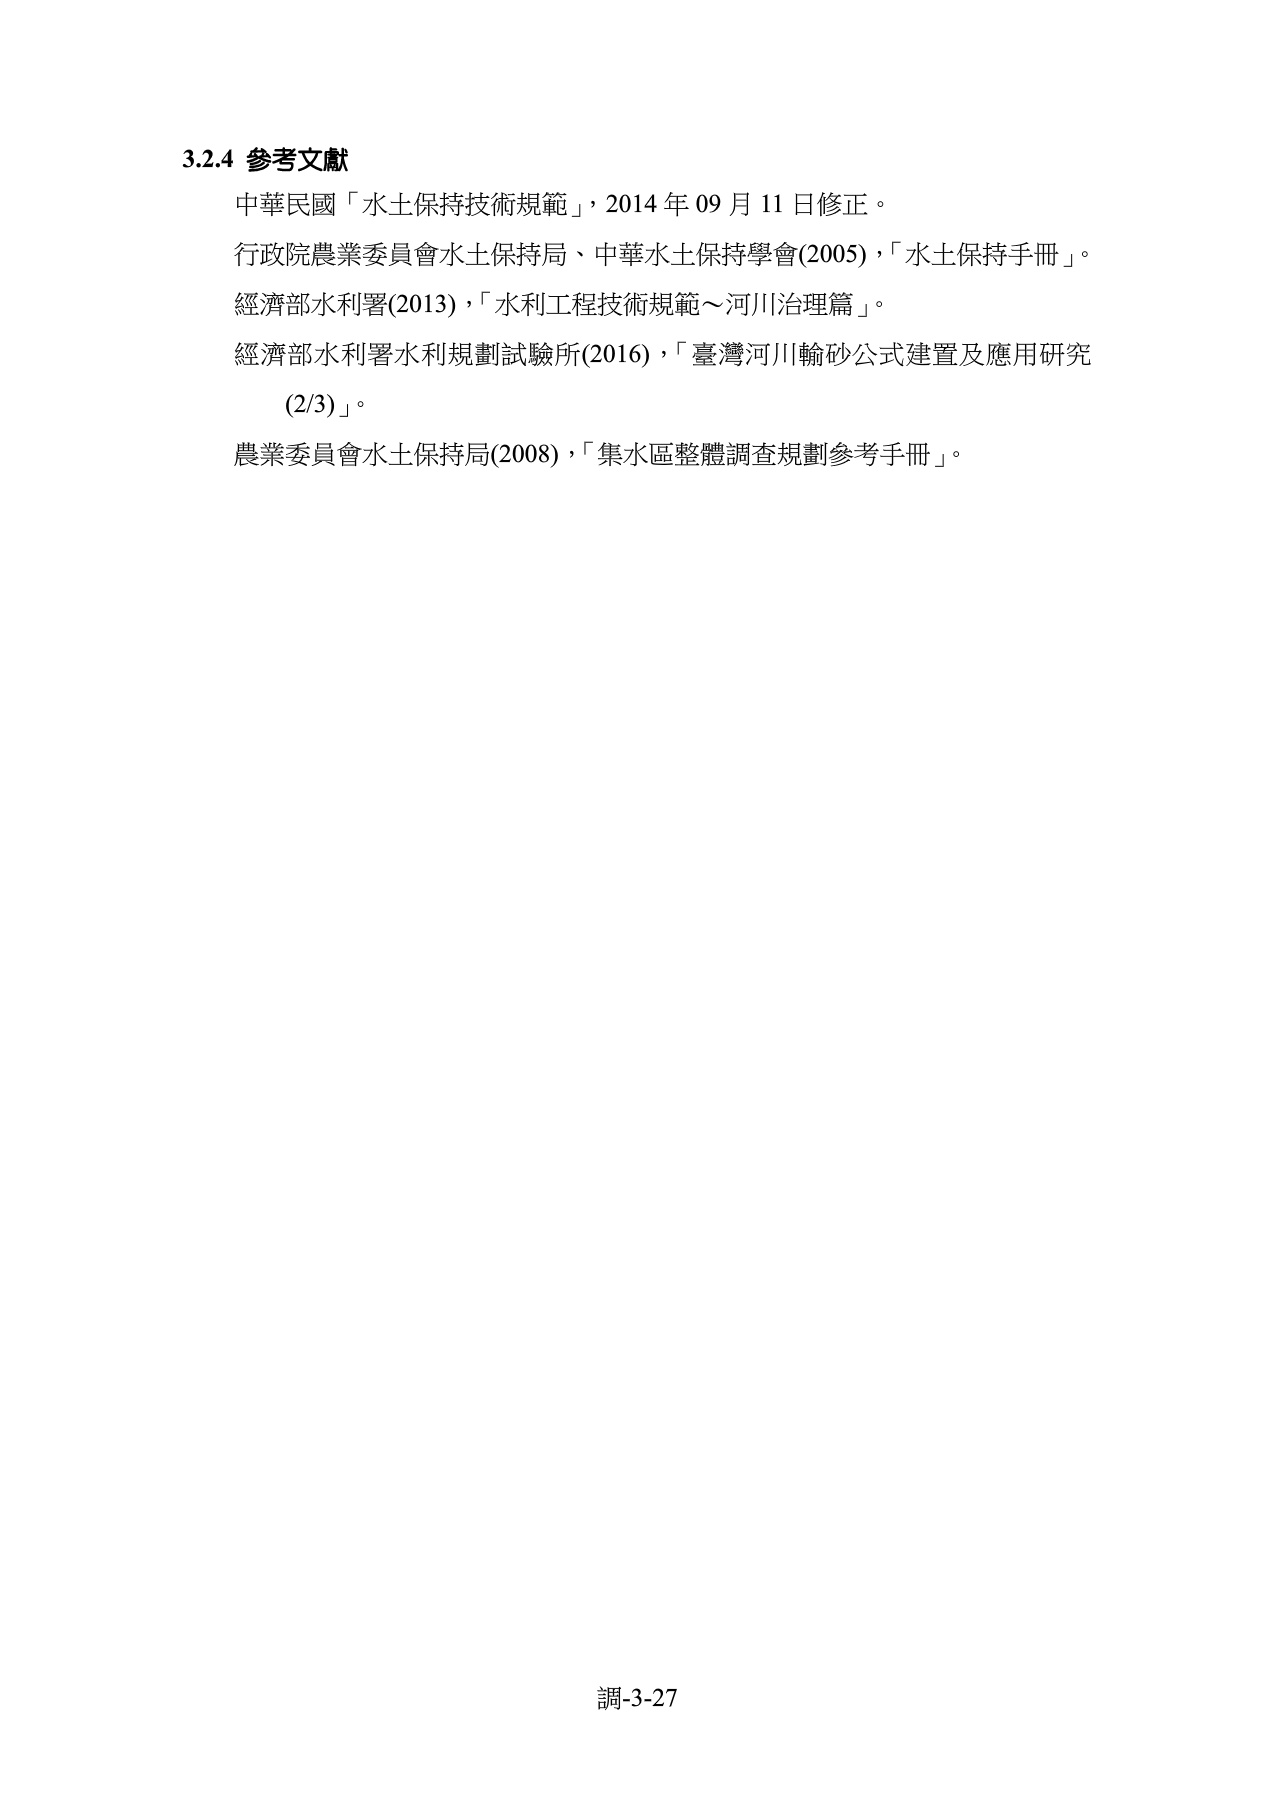 3.2.4 參考文獻
中華民國「水土保持技術規範」，2014 年 09 月 11 日修正。
行政院農業委員會水土保持局、中華水土保持學會(2005)，「水土保持手冊」。
經濟部水利署(2013)，「水利工程技術規範～河川治理篇」。
經濟部水利署水利規劃試驗所(2016)，「臺灣河川輸砂公式建置及應用研究
(2/3)」。
農業委員會水土保持局(2008)，「集水區整體調查規劃參考手冊」。
調-3-27